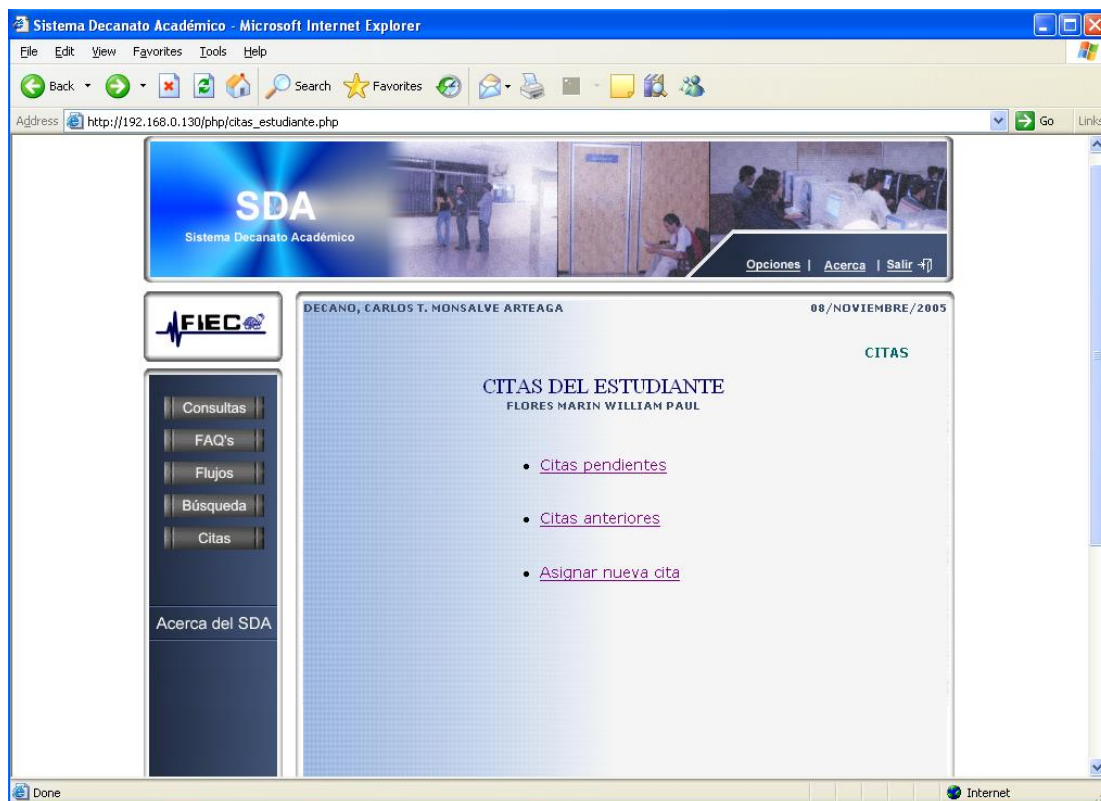 Sistema Decanato Académico - Microsoft Internet Explorer
File Edit View Favorites Tools Help
Back Search Favorites
Address http://192.168.0.130/php/citas_estudiante.php Go Links
SDA
Sistema Decanato Académico
Opciones | Acerca | Salir
FIEC
DECANO, CARLOS T. MONSALVE ARTEAGA 08/NOVIEMBRE/2005
CITAS
CITAS DEL ESTUDIANTE
FLORES MARIN WILLIAM PAUL
Consultas
FAQ's
Flujos
Búsqueda
Citas
Acerca del SDA
• Citas pendientes
• Citas anteriores
• Asignar nueva cita
Done Internet